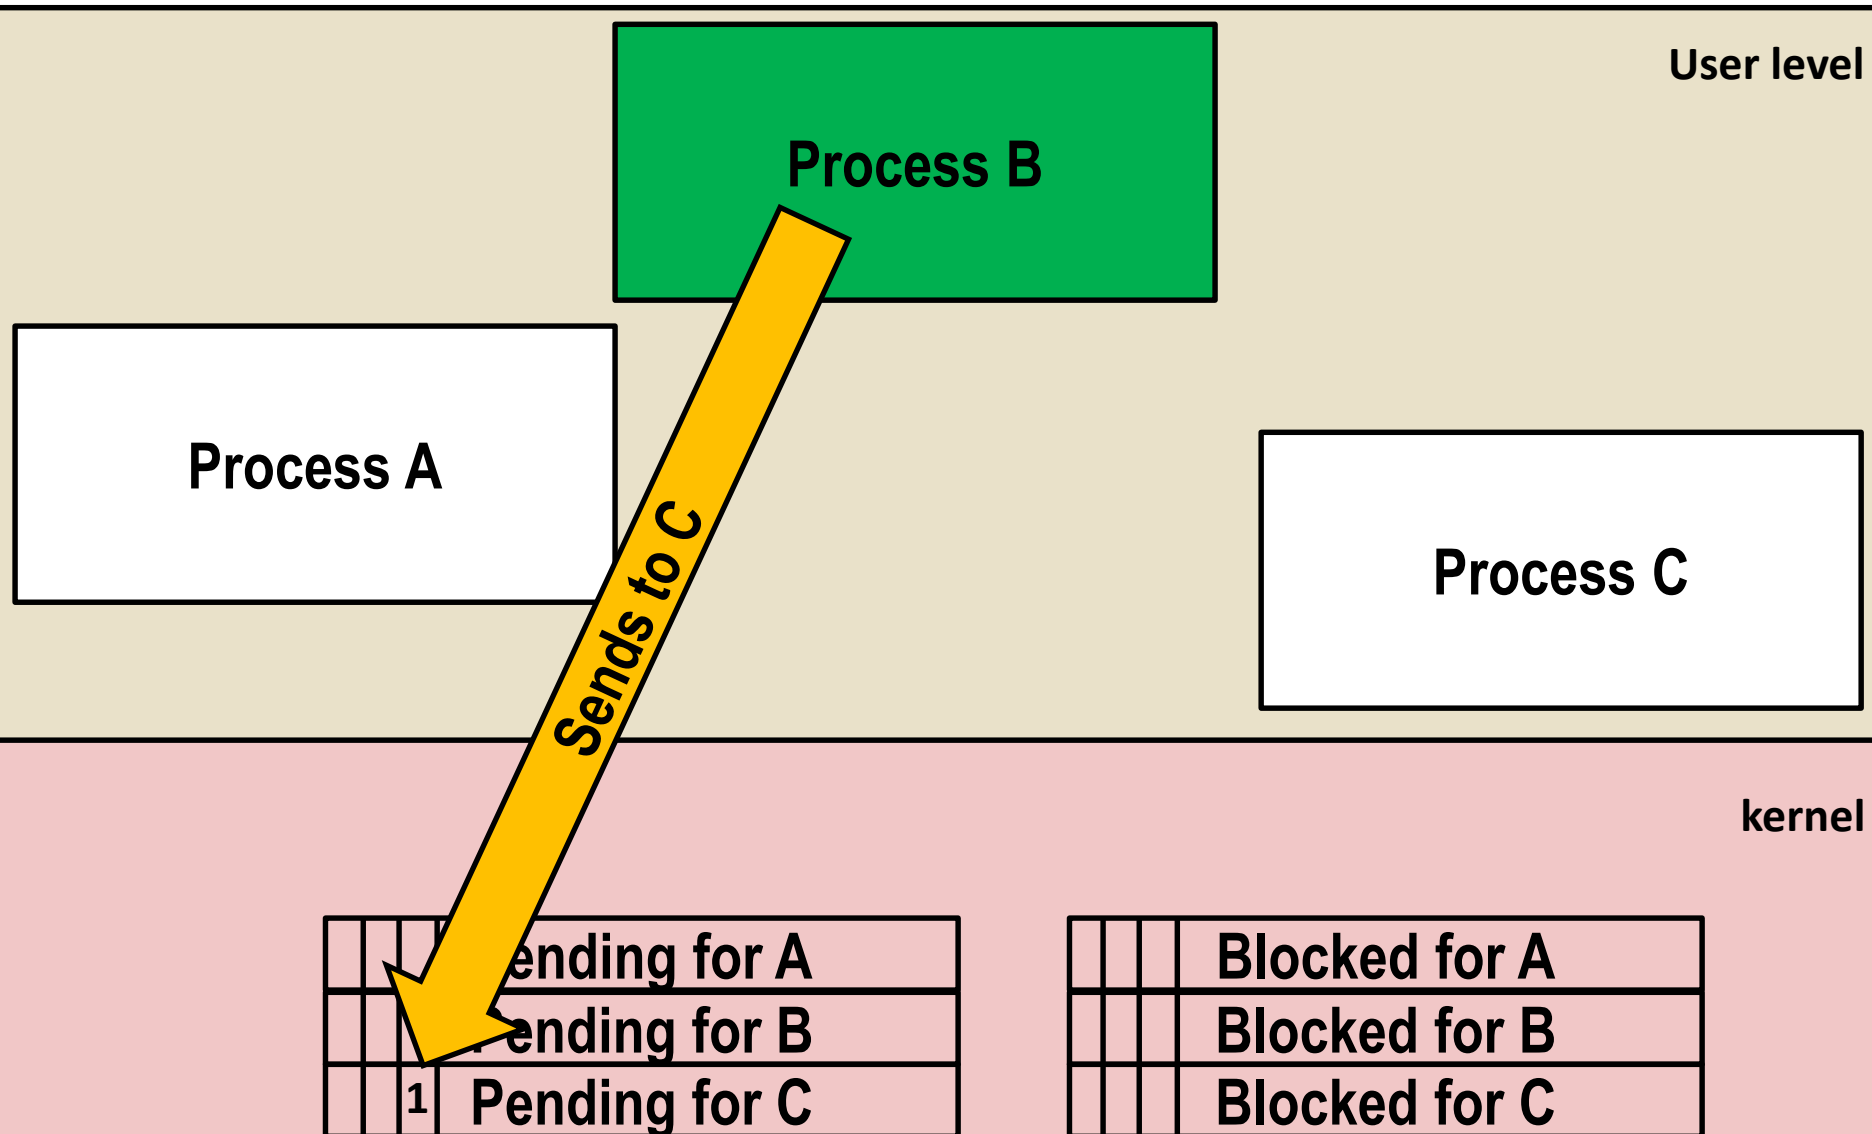 User level
Process B
Process A
Sends to C
Process C
kernel
ending for A
Blocked for A
Pending for B
Blocked for B
1 Pending for C
Blocked for C